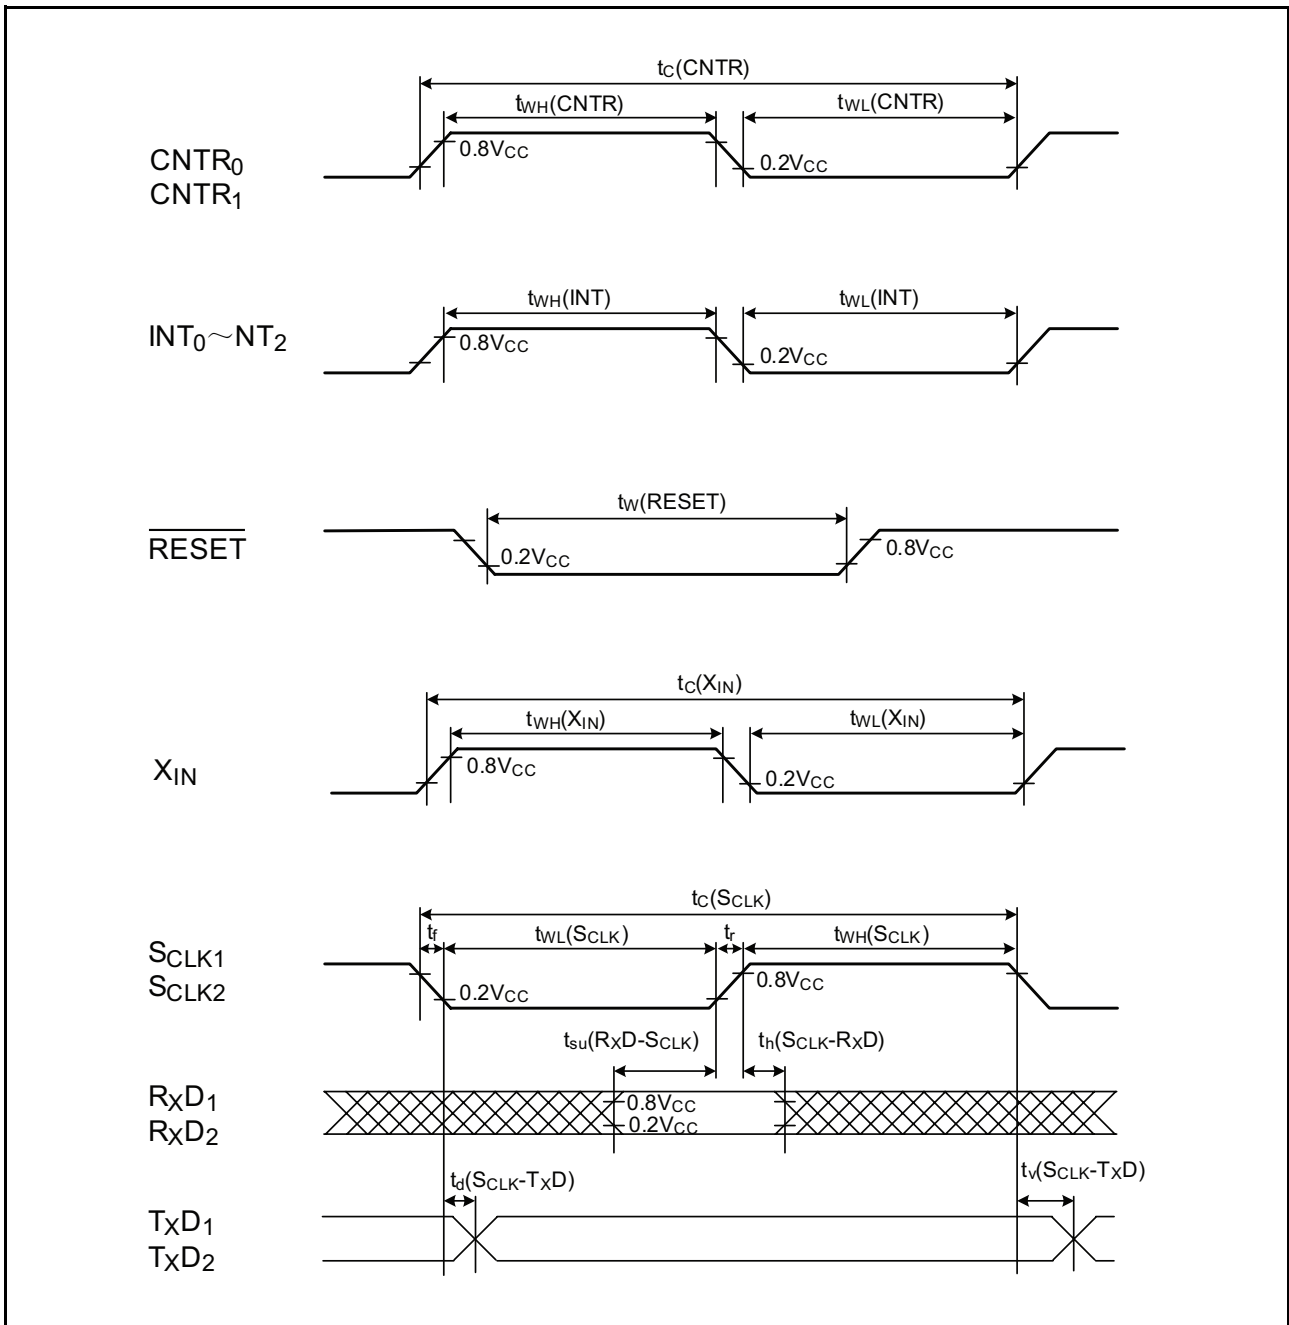 tC(CNTR)
tWH(CNTR) tWL(CNTR)
CNTR0 0.8VCC 0.2VCC
CNTR1
tWH(INT) tWL(INT)
INT0~NT2 0.8VCC 0.2VCC
tW(RESET)
RESET 0.2VCC 0.8VCC
tC(XIN)
tWH(XIN) tWL(XIN)
XIN 0.8VCC 0.2VCC
tC(SCLK)
tf tWL(SCLK) tr tWH(SCLK)
SCLK1
SCLK2 0.2VCC 0.8VCC
tsu(RXD-SCLK) th(SCLK-RXD)
RXD1 0.8VCC
RXD2 0.2VCC
td(SCLK-TXD) tv(SCLK-TXD)
TXD1
TXD2